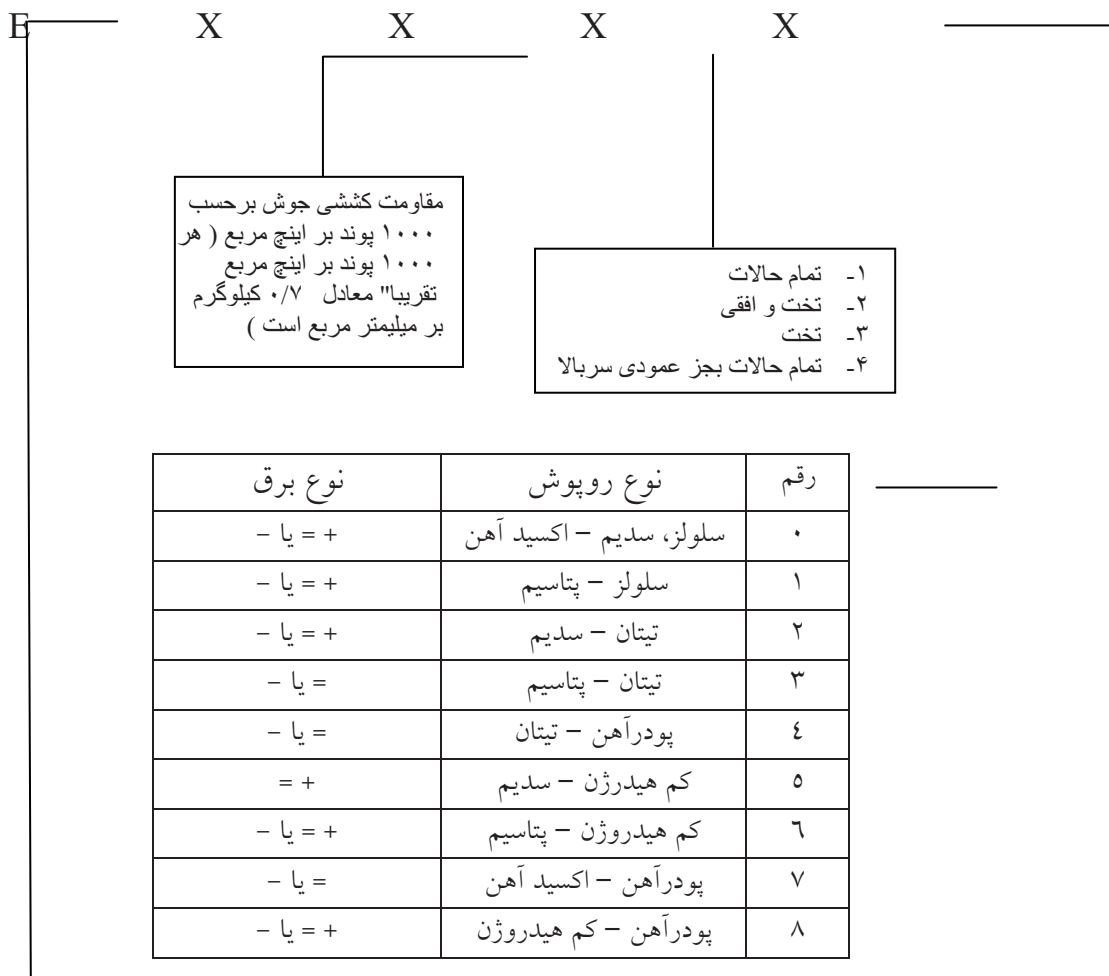 E X X X X
مقاومت کششی جوش برحسب
۱۰۰۰ پوند بر اینچ مربع ( هر
۱۰۰۰ پوند بر اینچ مربع
تقریبا" معادل ۰/۷ کیلوگرم
بر میلیمتر مربع است )
۱- تمام حالات
۲- تخت و افقی
۳- تخت
۴- تمام حالات بجز عمودی سربالا
رقم نوع روپوش نوع برق
۰ سلولز، سدیم – اکسید آهن + = یا –
۱ سلولز – پتاسیم + = یا –
۲ تیتان – سدیم + = یا –
۳ تیتان – پتاسیم = یا –
٤ پودرآهن – تیتان = یا –
٥ کم هیدرژن – سدیم + =
٦ کم هیدروژن – پتاسیم + = یا –
۷ پودرآهن – اکسید آهن = یا –
۸ پودرآهن – کم هیدروژن + = یا –